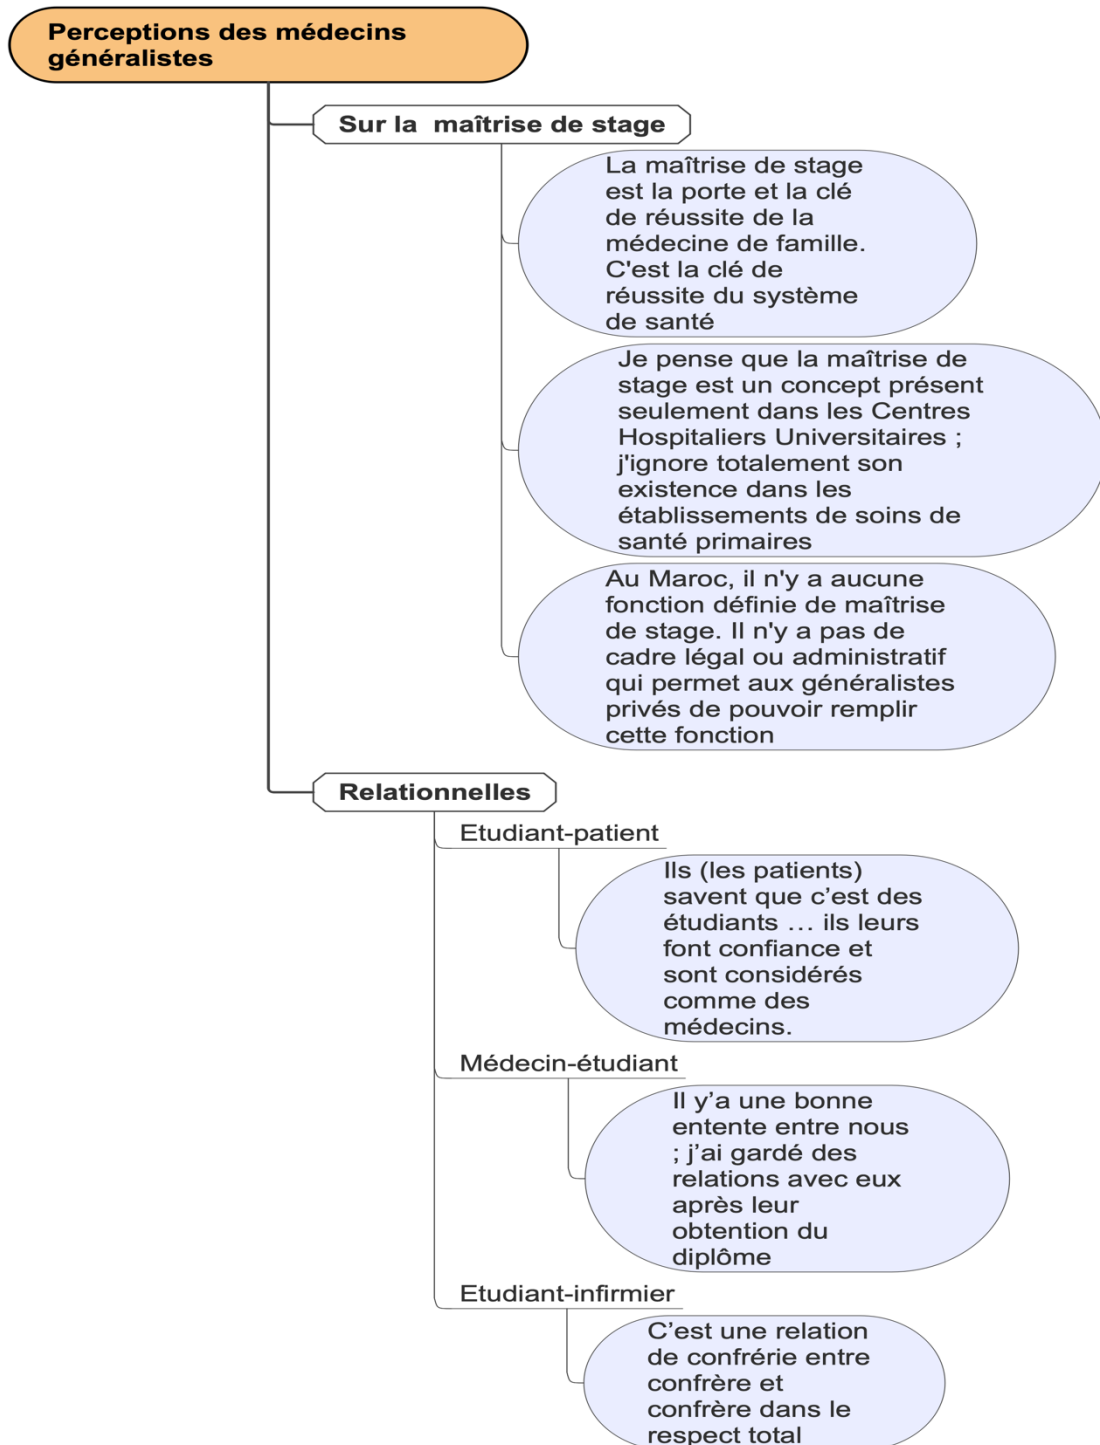 Perceptions des médecins
généralistes
Sur la maîtrise de stage
La maîtrise de stage
est la porte et la clé
de réussite de la
médecine de famille.
C'est la clé de
réussite du système
de santé
Je pense que la maîtrise de
stage est un concept présent
seulement dans les Centres
Hospitaliers Universitaires ;
j'ignore totalement son
existence dans les
établissements de soins de
santé primaires
Au Maroc, il n'y a aucune
fonction définie de maîtrise
de stage. Il n'y a pas de
cadre légal ou administratif
qui permet aux généralistes
privés de pouvoir remplir
cette fonction
Relationnelles
Etudiant-patient
Ils (les patients)
savent que c’est des
étudiants … ils leurs
font confiance et
sont considérés
comme des
médecins.
Médecin-étudiant
Il y’a une bonne
entente entre nous
; j’ai gardé des
relations avec eux
après leur
obtention du
diplôme
Etudiant-infirmier
C’est une relation
de confrérie entre
confrère et
confrère dans le
respect total